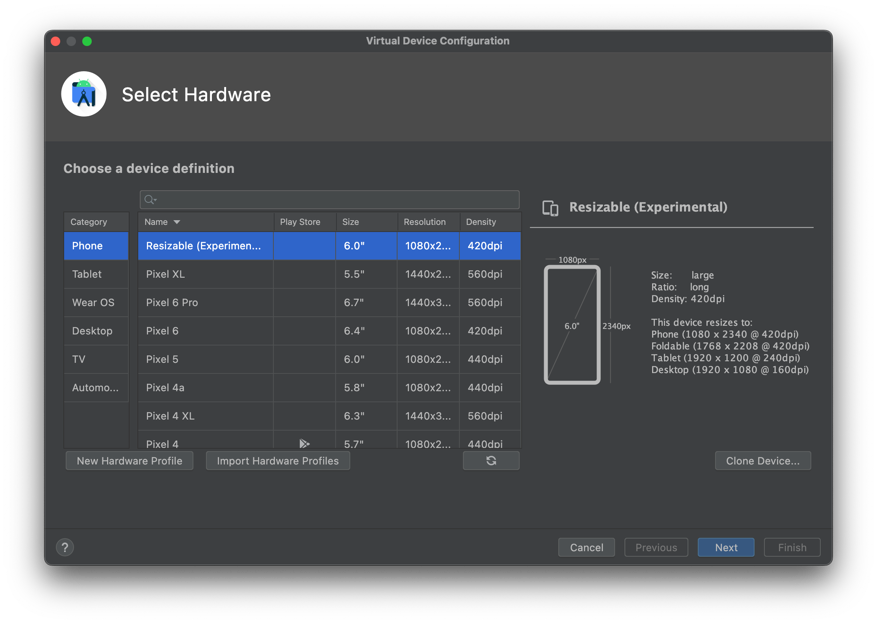 Virtual Device Configuration
Select Hardware
Choose a device definition
Category
Phone
Tablet
Wear OS
Desktop
TV
Automo...
Name Play Store Size Resolution Density
Resizable (Experimen... 6.0" 1080x2... 420dpi
Pixel XL 5.5" 1440x2... 560dpi
Pixel 6 Pro 6.7" 1440x3... 560dpi
Pixel 6 6.4" 1080x2... 420dpi
Pixel 5 6.0" 1080x2... 440dpi
Pixel 4a 5.8" 1080x2... 440dpi
Pixel 4 XL 6.3" 1440x3... 560dpi
Pixel 4 5.7" 1080x2... 440dpi
New Hardware Profile
Import Hardware Profiles
Resizable (Experimental)
1080px
6.0"
2340px
Size: large
Ratio: long
Density: 420dpi
This device resizes to:
Phone (1080 x 2340 @ 420dpi)
Foldable (1768 x 2208 @ 420dpi)
Tablet (1920 x 1200 @ 240dpi)
Desktop (1920 x 1080 @ 160dpi)
Clone Device...
?
Cancel
Previous
Next
Finish